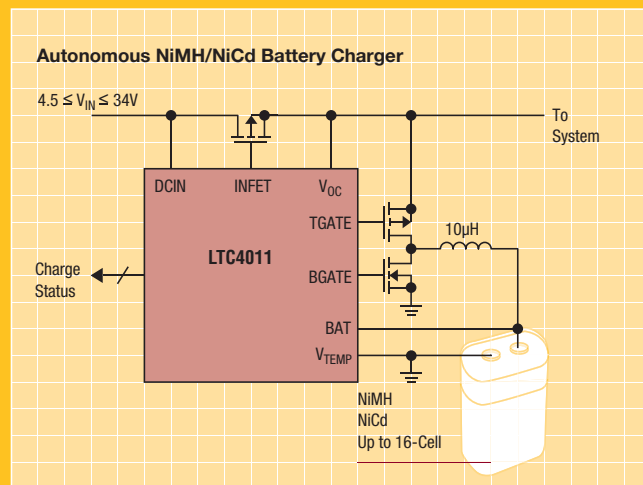 Autonomous NiMH/NiCd Battery Charger
4.5 ≤ VIN ≤ 34V
To
System
DCIN
INFET
VOC
TGATE
10µH
LTC4011
Charge
Status
BGATE
BAT
VTEMP
NiMH
NiCd
Up to 16-Cell